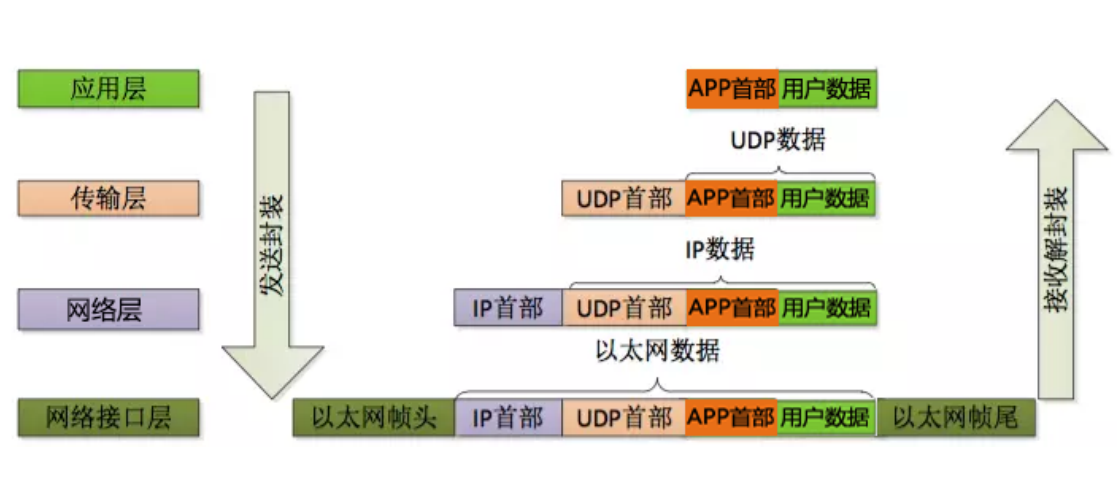 应用层
APP首部 用户数据
UDP数据
传输层
UDP首部 APP首部 用户数据
IP数据
网络层
IP首部 UDP首部 APP首部 用户数据
以太网数据
网络接口层
以太网帧头 IP首部 UDP首部 APP首部 用户数据 以太网帧尾
发送封装
接收解封装